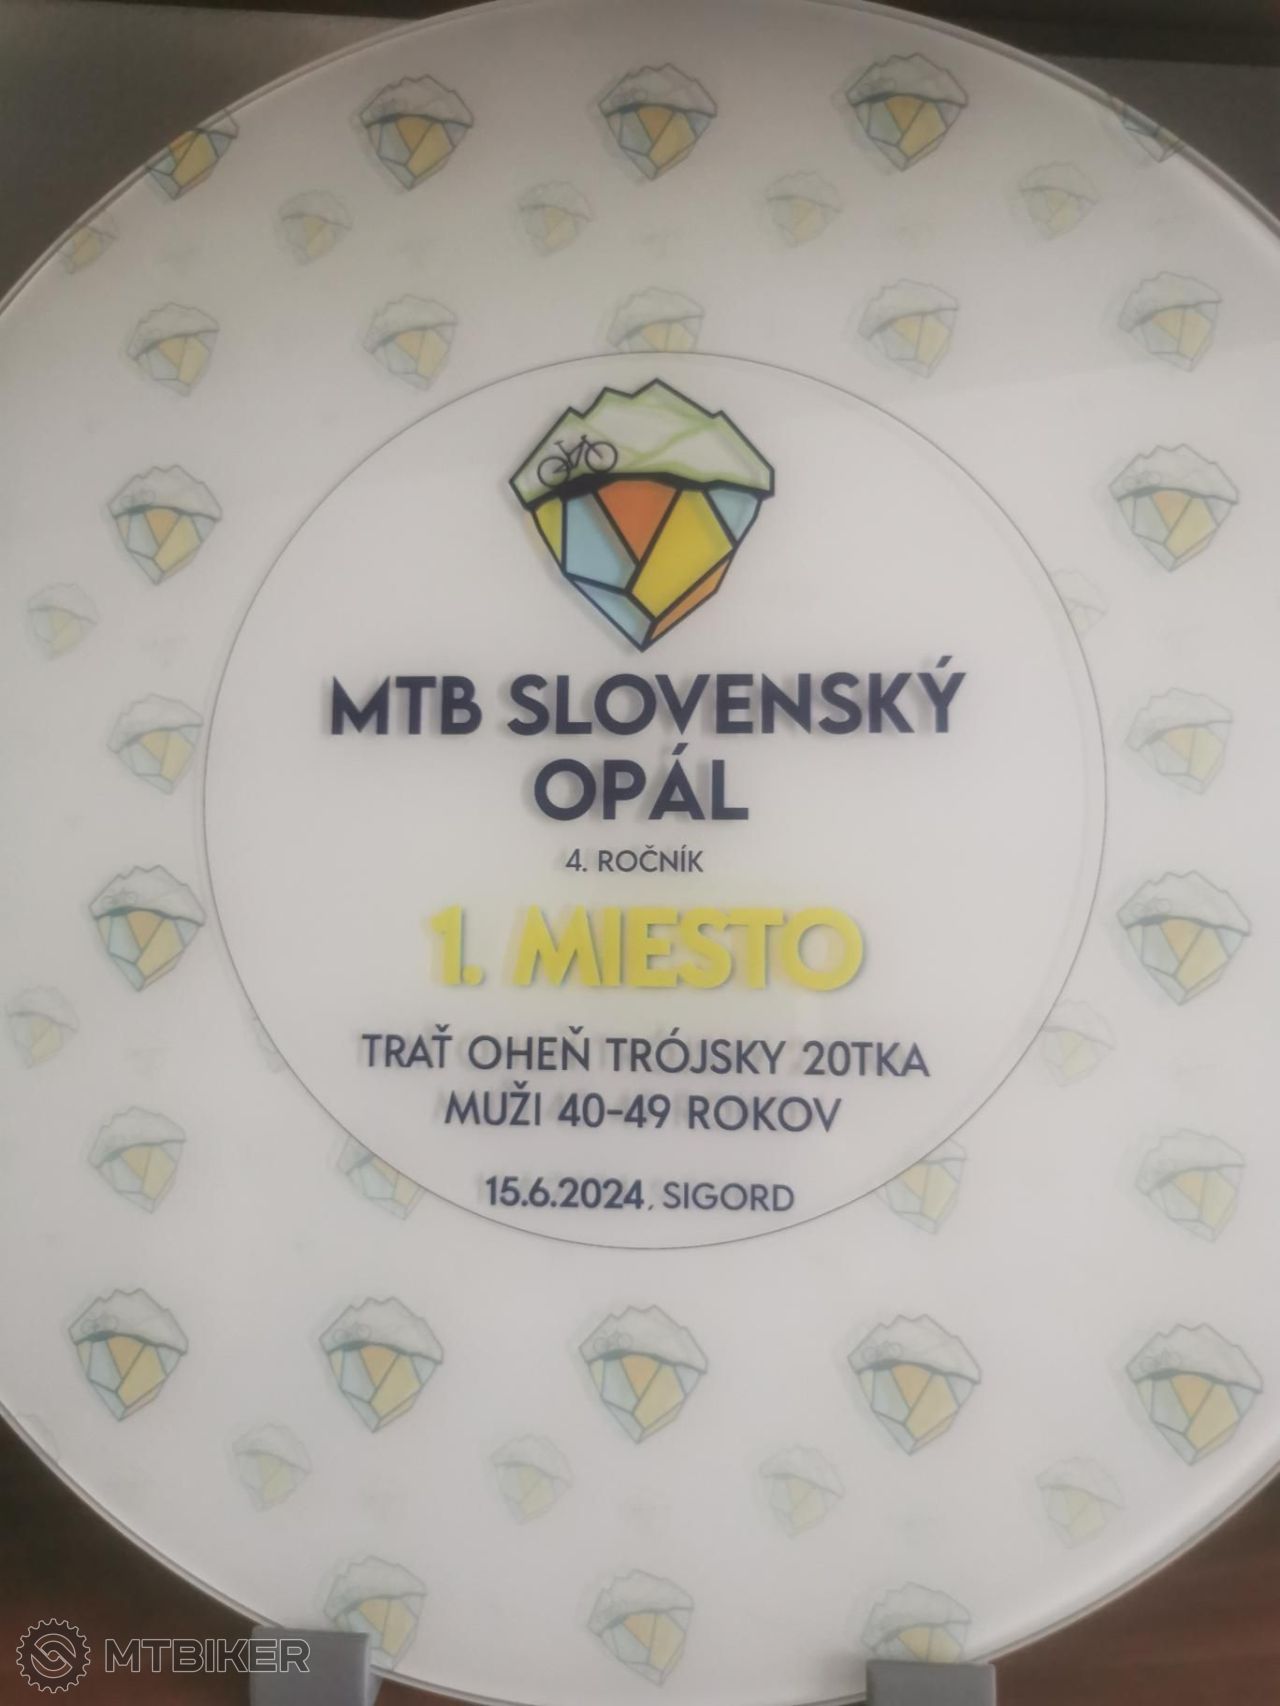 MTB SLOVENSKÝ
OPÁL
4. ROČNÍK
1. MIESTO
TRAŤ OHEŇ TRÓJSKY 20TKA
MUŽI 40-49 ROKOV
15.6.2024, SIGORD
MTBIKER